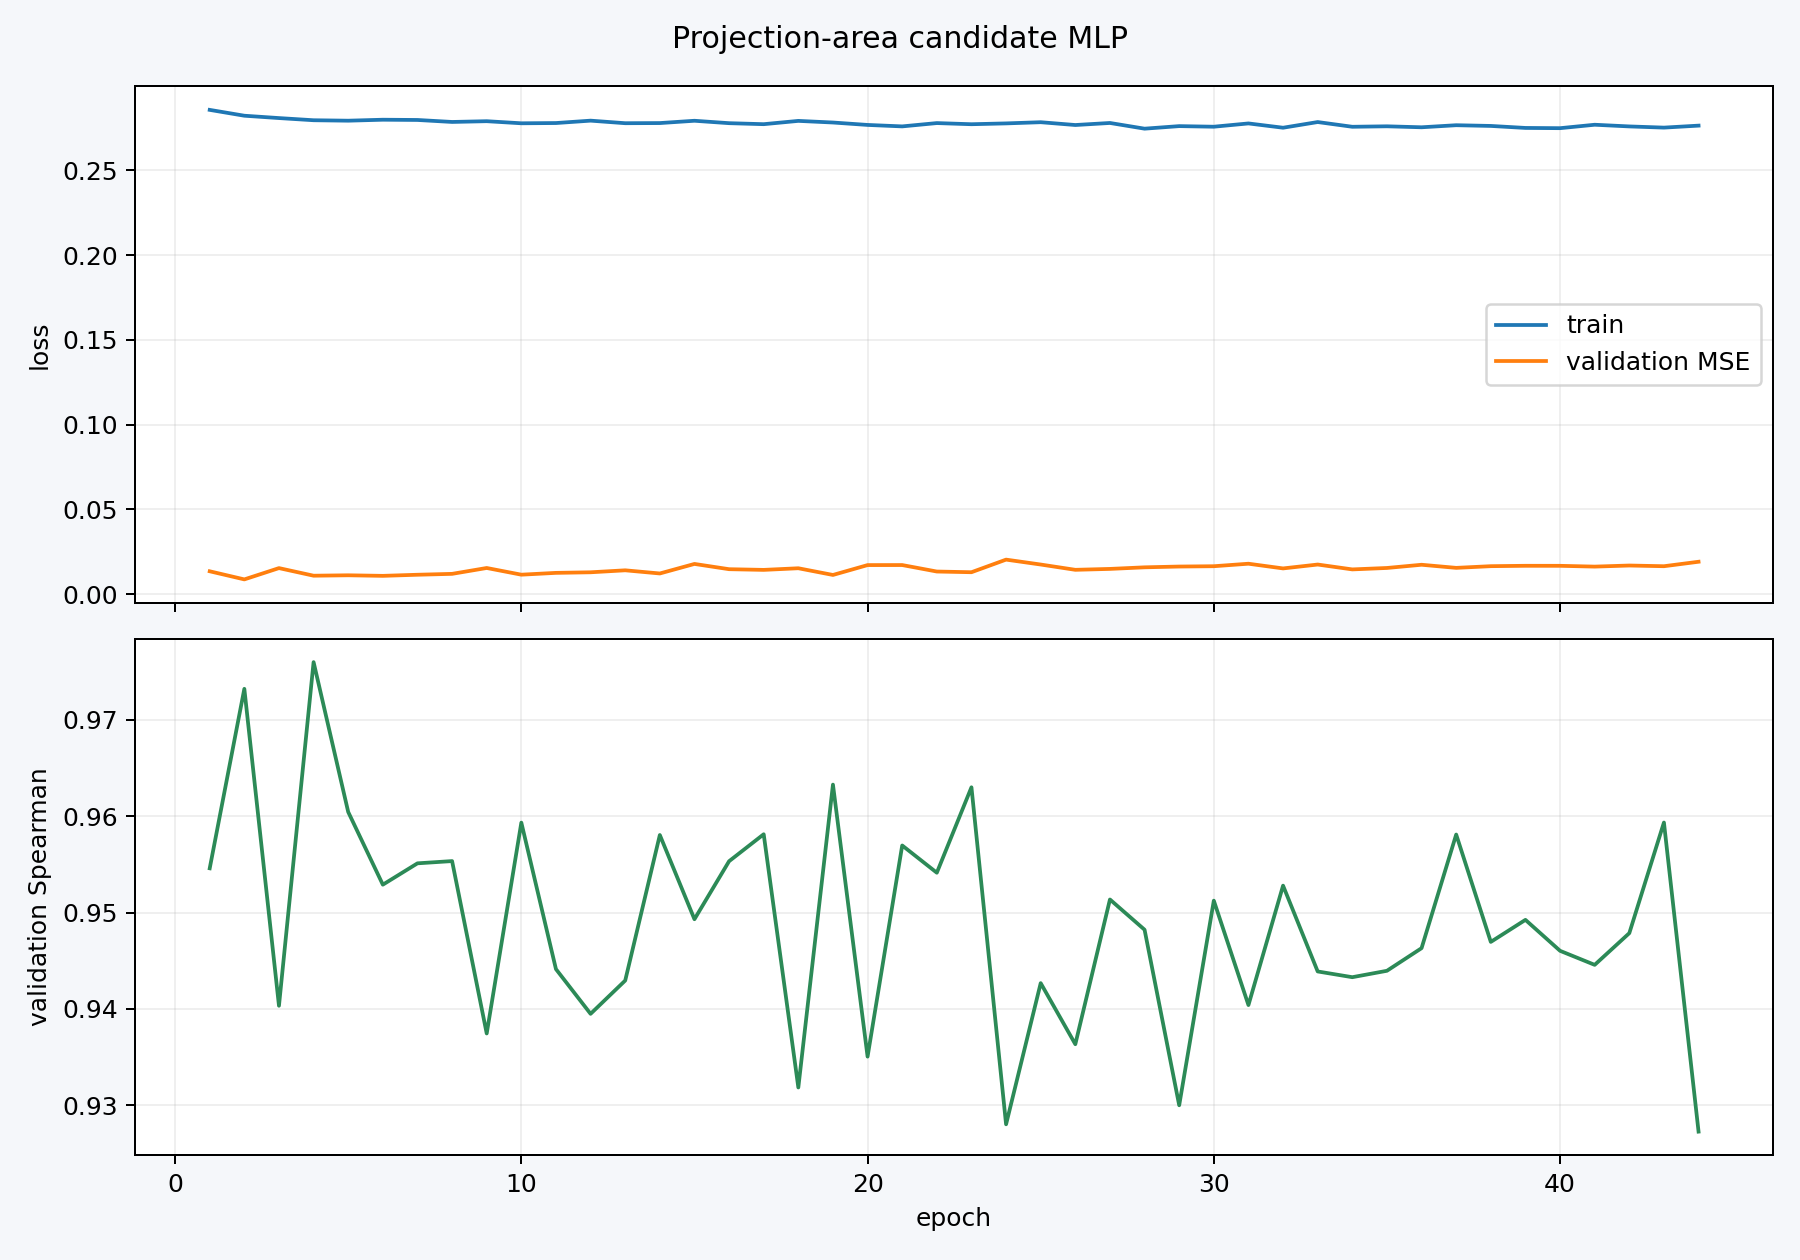 Projection-area candidate MLP
loss
0.25
0.20
0.15
0.10
0.05
0.00
train
validation MSE
validation Spearman
0.97
0.96
0.95
0.94
0.93
0
10
20
30
40
epoch